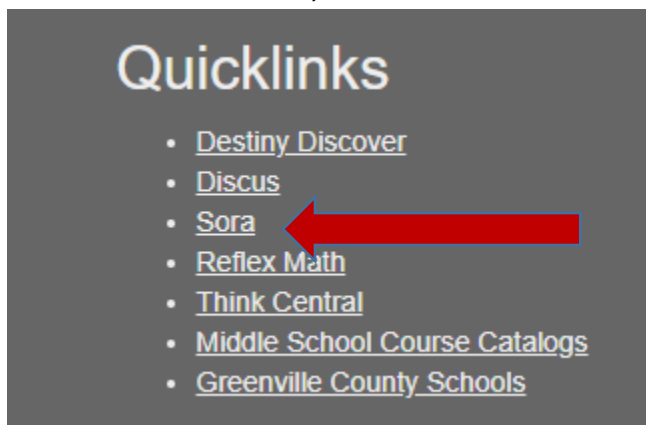 Quicklinks
Destiny Discover
Discus
Sora
Reflex Math
Think Central
Middle School Course Catalogs
Greenville County Schools